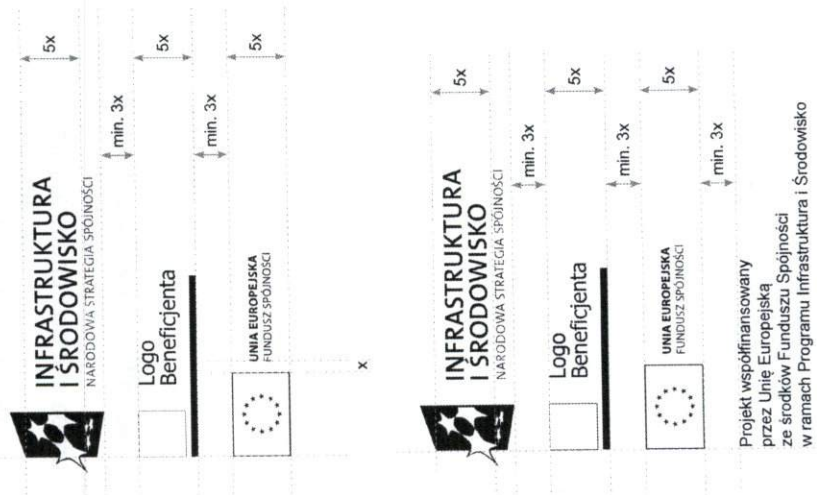 INFRASTRUKTURA
I ŚRODOWISKO
NARODOWA STRATEGIA SPÓJNOŚCI
5x
min. 3x
Logo
Beneficjenta
5x
min. 3x
UNIA EUROPEJSKA
FUNDUSZ SPÓJNOŚCI
5x
x
INFRASTRUKTURA
I ŚRODOWISKO
NARODOWA STRATEGIA SPÓJNOŚCI
5x
min. 3x
Logo
Beneficjenta
5x
min. 3x
UNIA EUROPEJSKA
FUNDUSZ SPÓJNOŚCI
5x
min. 3x
Projekt współfinansowany
przez Unię Europejską
ze środków Funduszu Spójności
w ramach Programu Infrastruktura i Środowisko